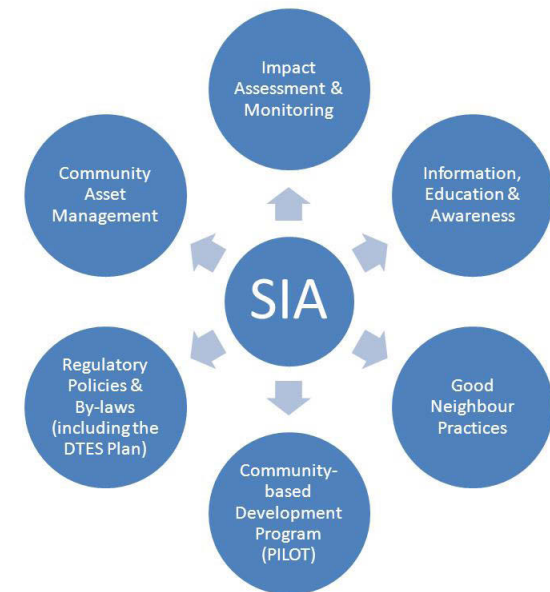 Impact
Assessment &
Monitoring
Information,
Education &
Awareness
Good
Neighbour
Practices
Community-
based
Development
Program
(PILOT)
Regulatory
Policies &
By-laws
(including the
DTES Plan)
Community
Asset
Management
SIA